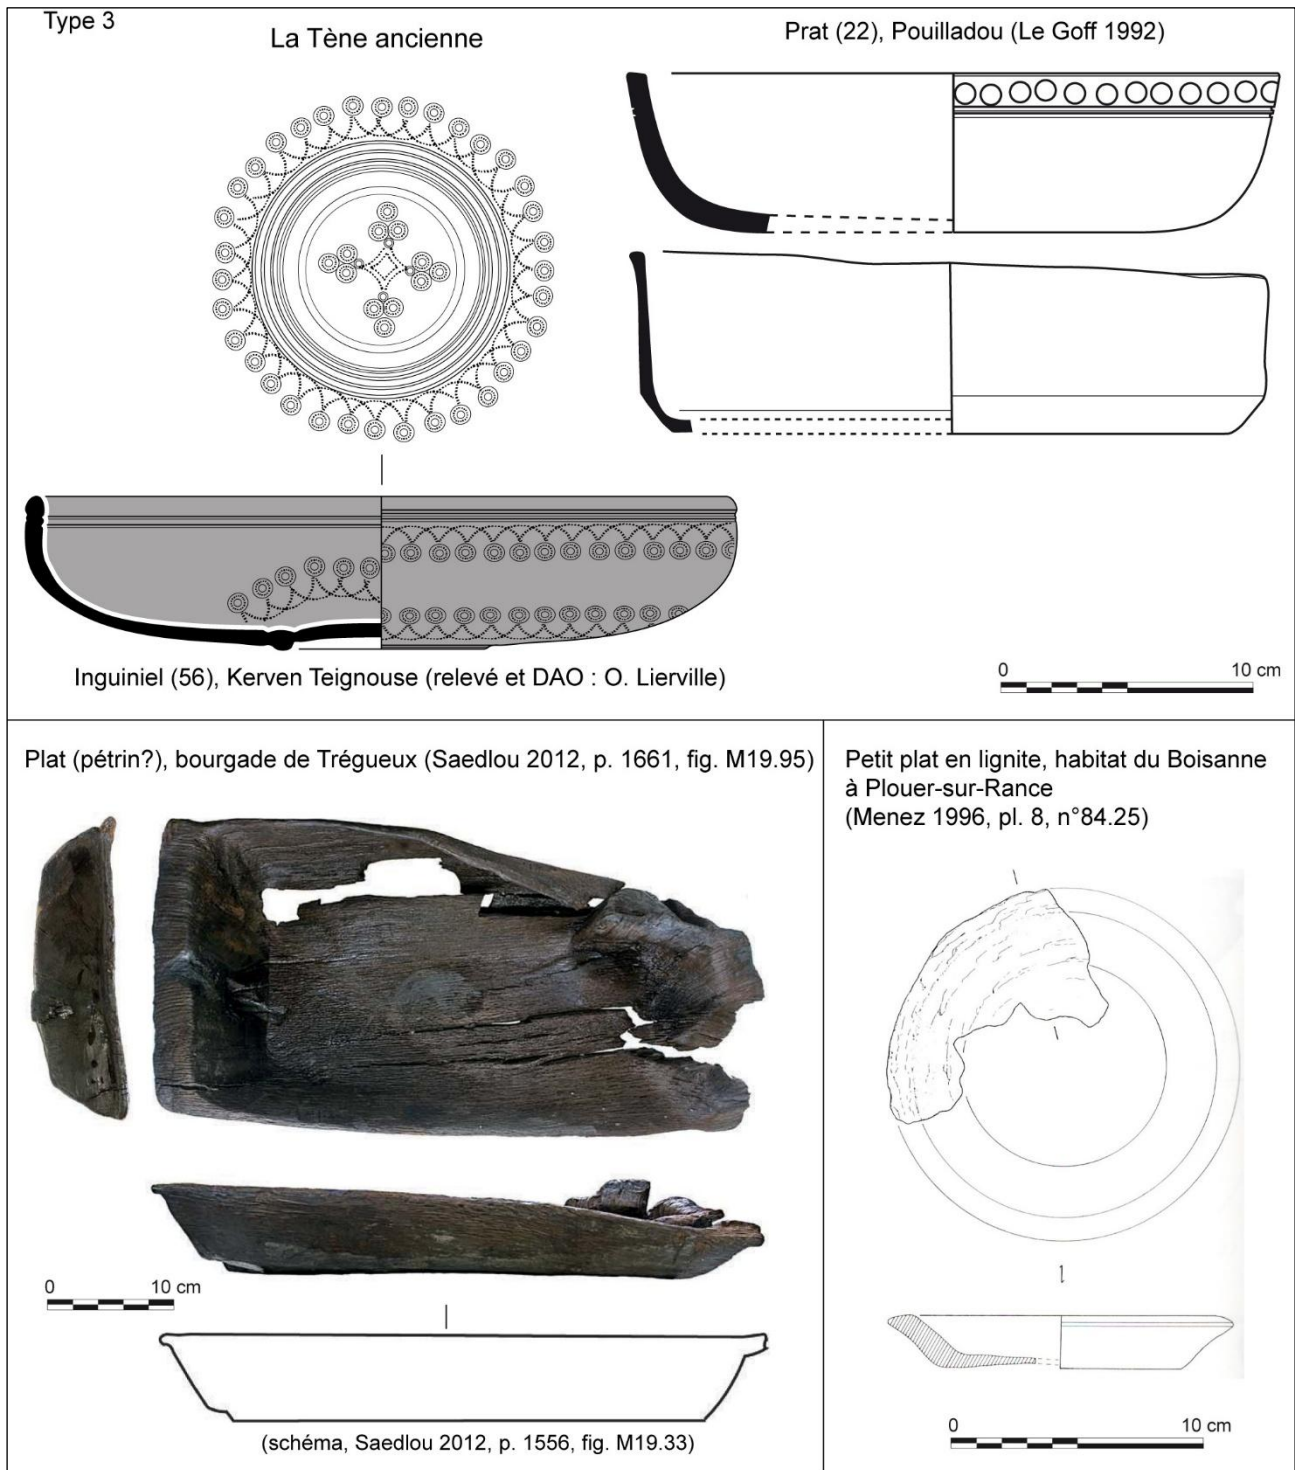 Type 3
La Tène ancienne
Prat (22), Pouilladou (Le Goff 1992)
Inguiniel (56), Kerven Teignouse (relevé et DAO : O. Lierville)
0 10 cm
Plat (pétrin?), bourgade de Trégueux (Saedlou 2012, p. 1661, fig. M19.95)
0 10 cm
(schéma, Saedlou 2012, p. 1556, fig. M19.33)
Petit plat en lignite, habitat du Boisanne
à Plouer-sur-Rance
(Menez 1996, pl. 8, n°84.25)
0 10 cm